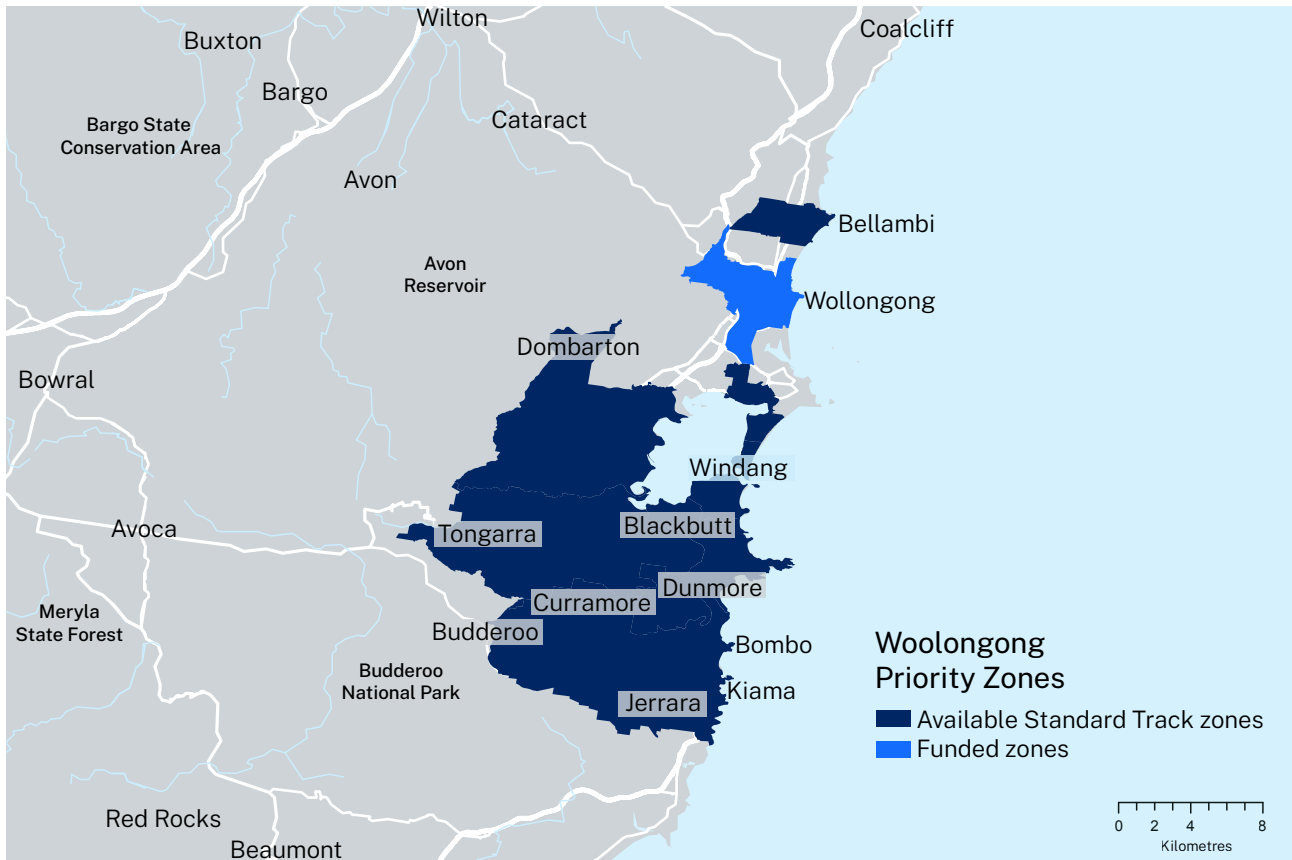 Wilton
Coalcliff
Buxton
Bargo
Cataract
Bargo State
Conservation Area
Avon
Bellambi
Avon
Reservoir
Wollongong
Dombarton
Bowral
Windang
Avoca
Tongarra
Blackbutt
Dunmore
Curramore
Meryla
State Forest
Budderoo
Bombo
Budderoo
National Park
Kiama
Jerrara
Woolongong
Priority Zones
Available Standard Track zones
Funded zones
Red Rocks
Beaumont
0 2 4 8
Kilometres